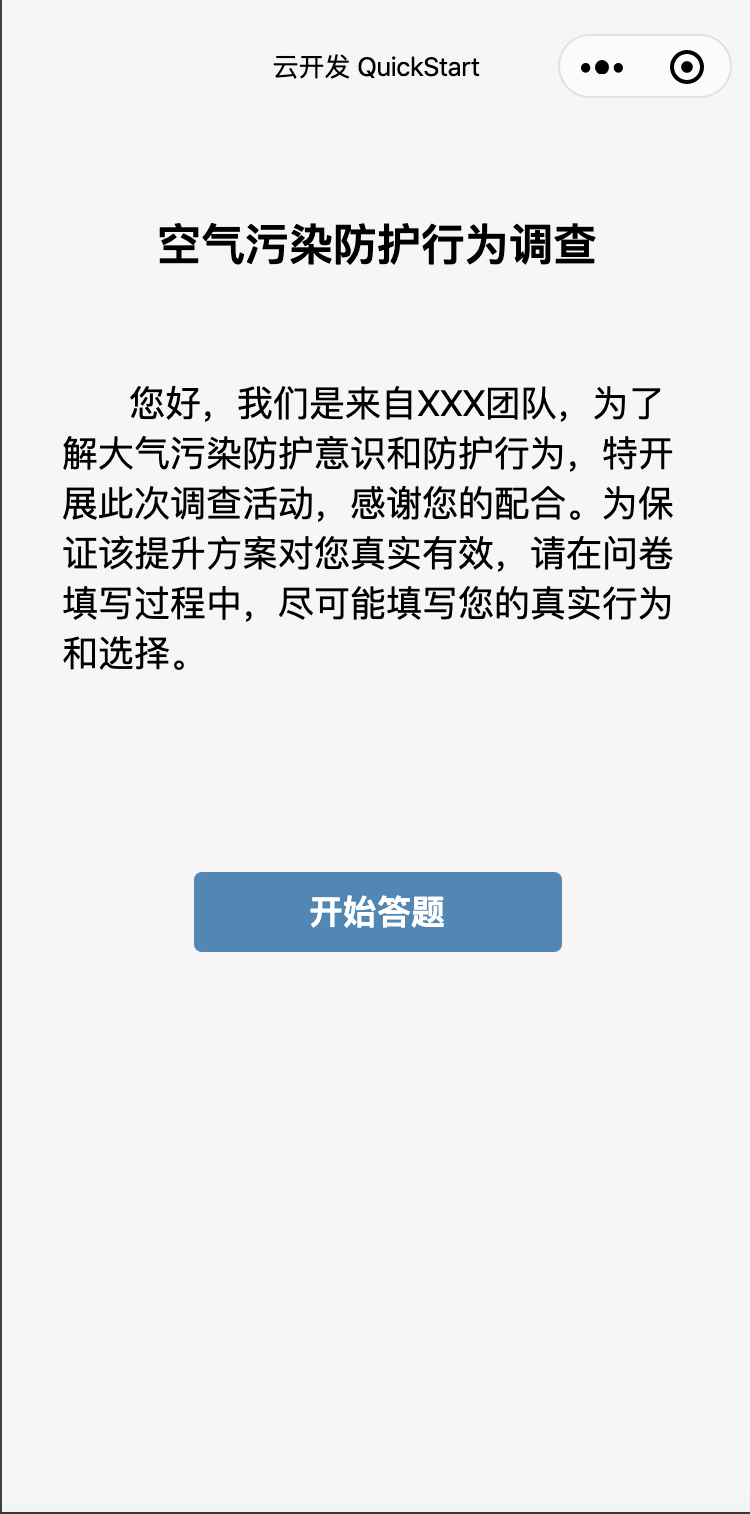 云开发 QuickStart
空气污染防护行为调查
您好，我们是来自XXX团队，为了
解大气污染防护意识和防护行为，特开
展此次调查活动，感谢您的配合。为保
证该提升方案对您真实有效，请在问卷
填写过程中，尽可能填写您的真实行为
和选择。
开始答题